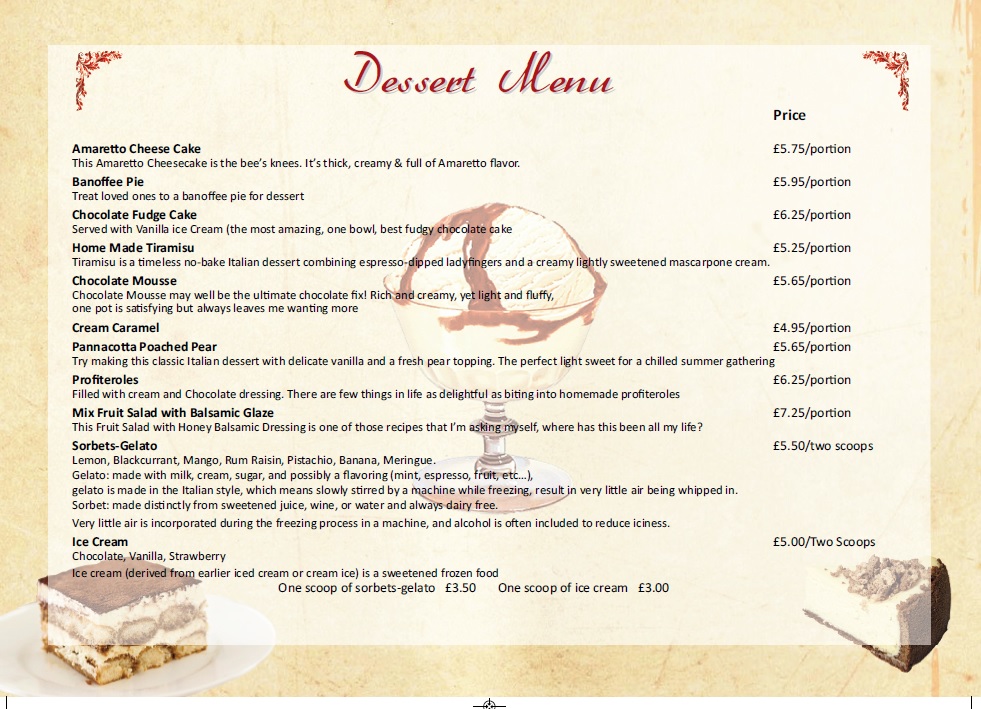 Dessert Menu
Price
Amaretto Cheese Cake £5.75/portion
This Amaretto Cheesecake is the bee's knees. It's thick, creamy & full of Amaretto flavor.
Banoffee Pie £5.95/portion
Treat loved ones to a banoffee pie for dessert
Chocolate Fudge Cake £6.25/portion
Served with Vanilla ice Cream (the most amazing, one bowl, best fudgy chocolate cake
Home Made Tiramisu £5.25/portion
Tiramisu is a timeless no-bake Italian dessert combining espresso-dipped ladyfingers and a creamy lightly sweetened mascarpone cream.
Chocolate Mousse £5.65/portion
Chocolate Mousse may well be the ultimate chocolate fix! Rich and creamy, yet light and fluffy,
one pot is satisfying but always leaves me wanting more
Cream Caramel £4.95/portion
Pannacotta Poached Pear £5.65/portion
Try making this classic Italian dessert with delicate vanilla and a fresh pear topping. The perfect light sweet for a chilled summer gathering
Profiteroles £6.25/portion
Filled with cream and Chocolate dressing. There are few things in life as delightful as biting into homemade profiteroles
Mix Fruit Salad with Balsamic Glaze £7.25/portion
This Fruit Salad with Honey Balsamic Dressing is one of those recipes that I'm asking myself, where has this been all my life?
Sorbets-Gelato £5.50/two scoops
Lemon, Blackcurrant, Mango, Rum Raisin, Pistachio, Banana, Meringue.
Gelato: made with milk, cream, sugar, and possibly a flavoring (mint, espresso, fruit, etc...),
gelato is made in the Italian style, which means slowly stirred by a machine while freezing, result in very little air being whipped in.
Sorbet: made distinctly from sweetened juice, wine, or water and always dairy free.
Very little air is incorporated during the freezing process in a machine, and alcohol is often included to reduce iciness.
Ice Cream £5.00/Two Scoops
Chocolate, Vanilla, Strawberry
Ice cream (derived from earlier iced cream or cream ice) is a sweetened frozen food
One scoop of sorbets-gelato £3.50 One scoop of ice cream £3.00